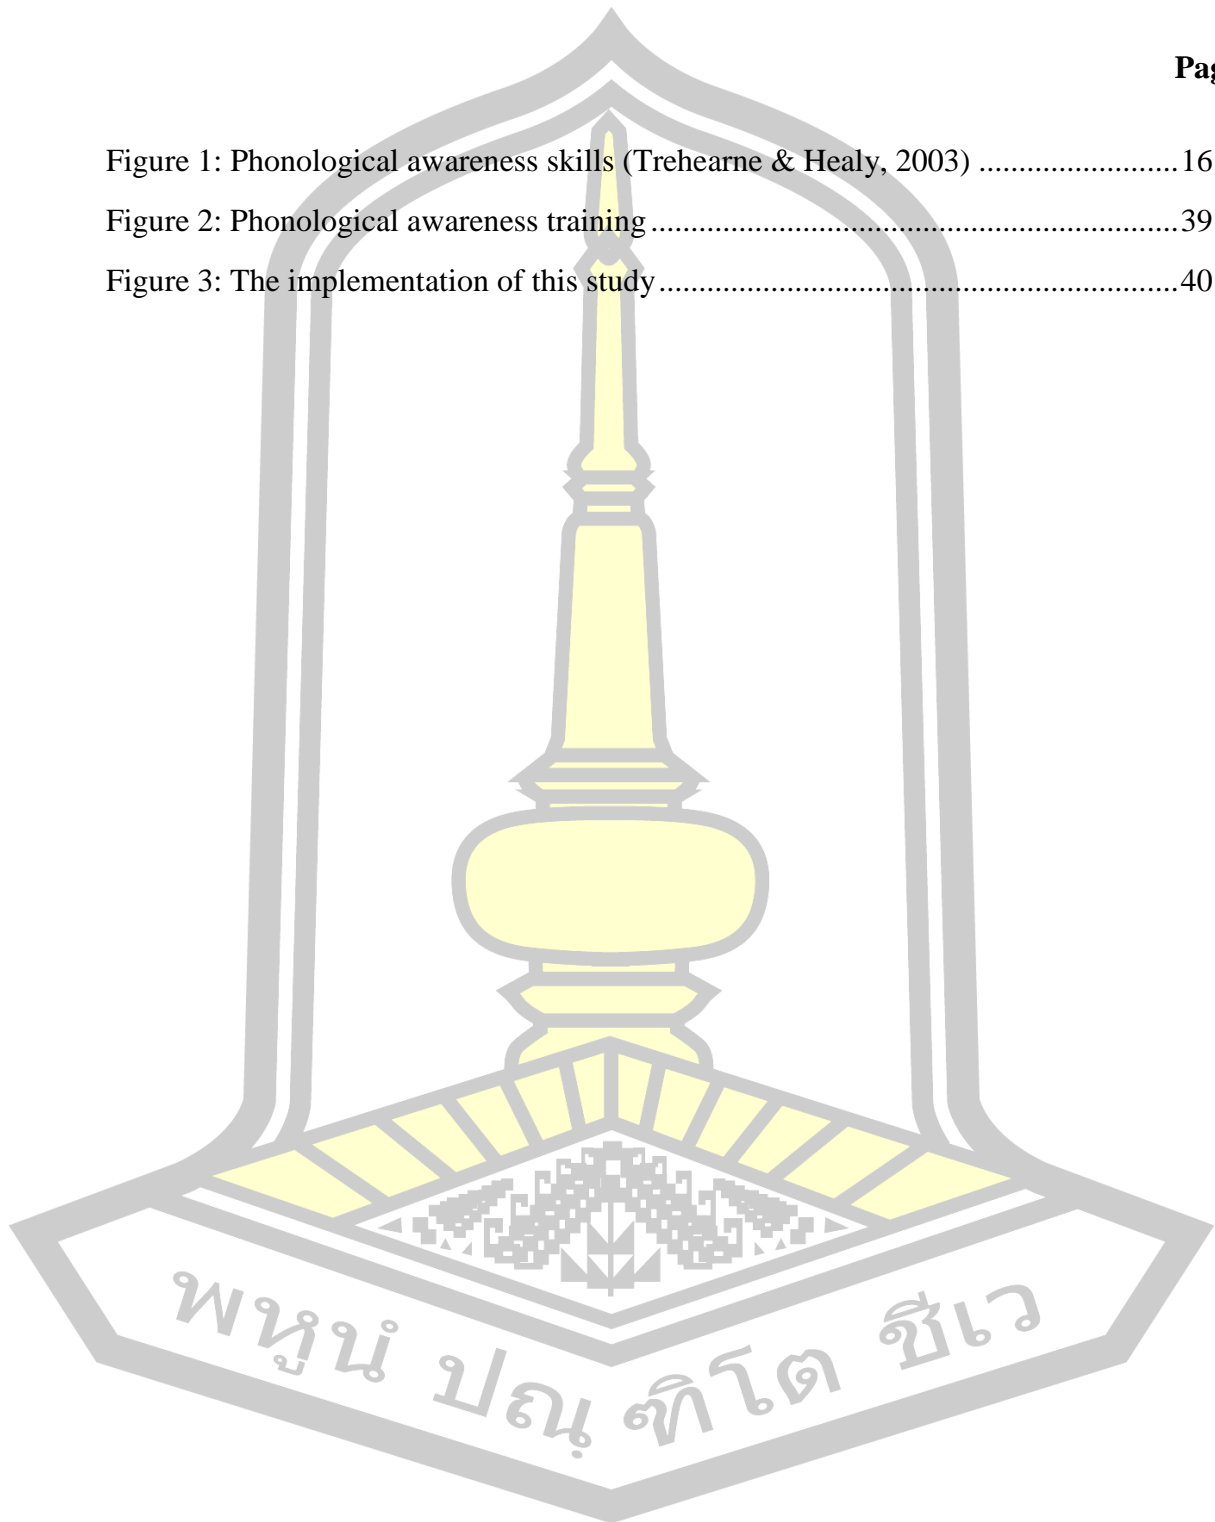 Pag
Figure 1: Phonological awareness skills (Trehearne & Healy, 2003) .........................16
Figure 2: Phonological awareness training ..................................................................39
Figure 3: The implementation of this study.................................................................40
พหูนํ ปณฺฑิโต ชีเว